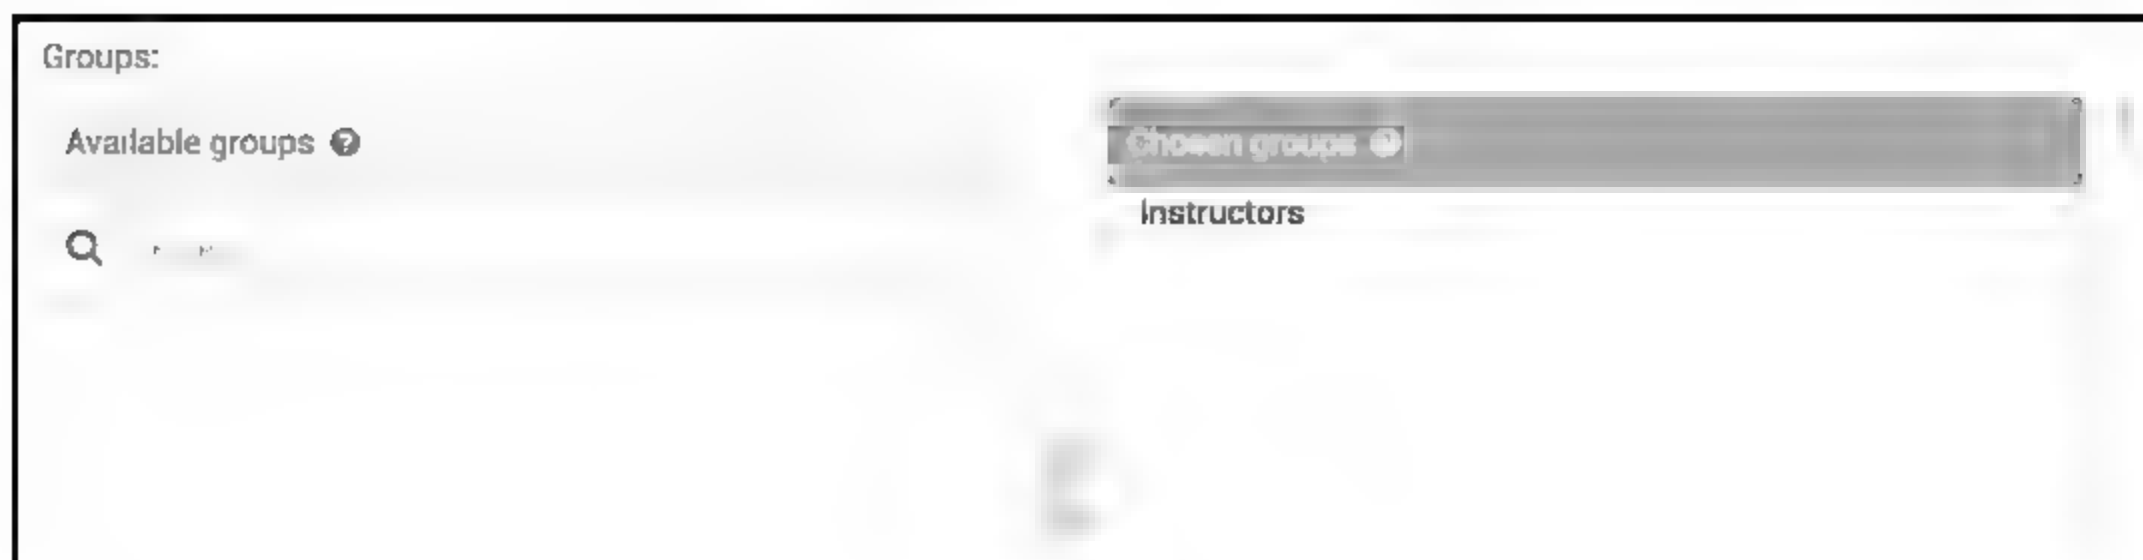 Groups:
Available groups ?
Chosen groups
Instructors